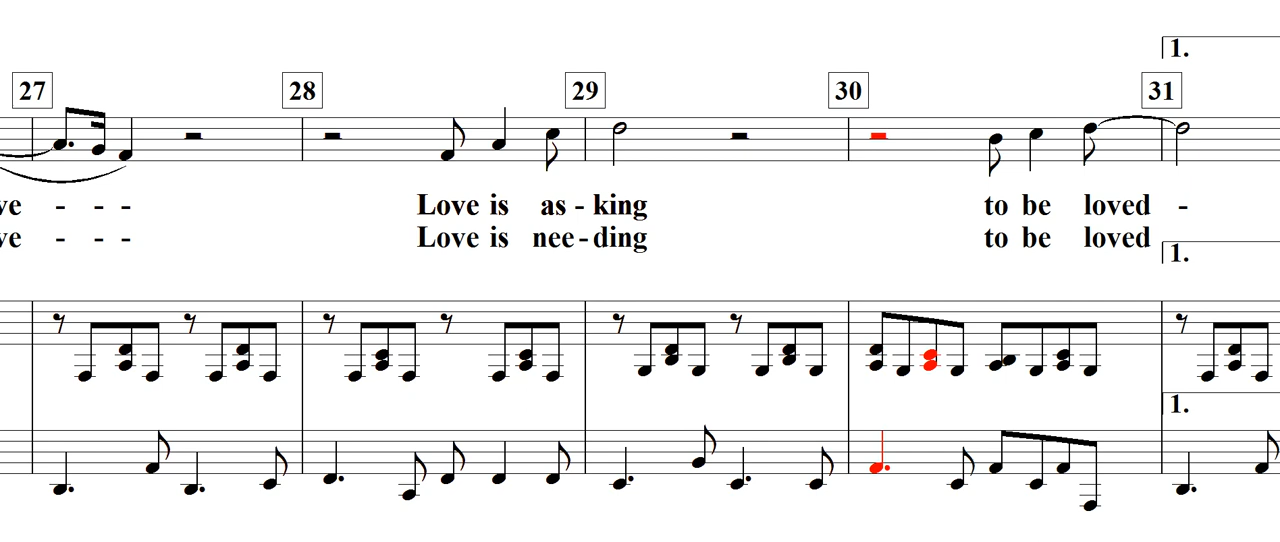 1.
27 28 29 30 31
ve - - - Love is as - king to be loved -
ve - - - Love is nee - ding to be loved
1.
1.